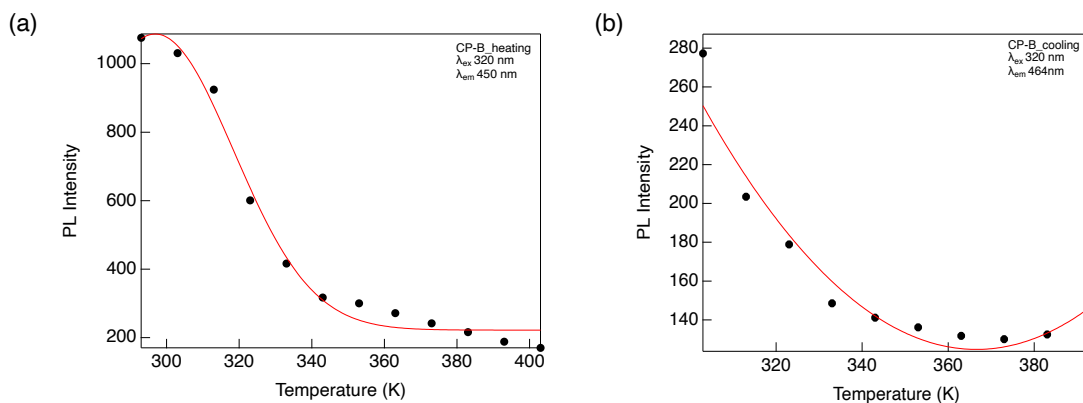 (a)
CP-B_heating
λex 320 nm
λem 450 nm
1000
800
600
400
200
PL Intensity
300 320 340 360 380 400
Temperature (K)
(b)
CP-B_cooling
λex 320 nm
λem 464nm
280
260
240
220
200
180
160
140
PL Intensity
320 340 360 380
Temperature (K)